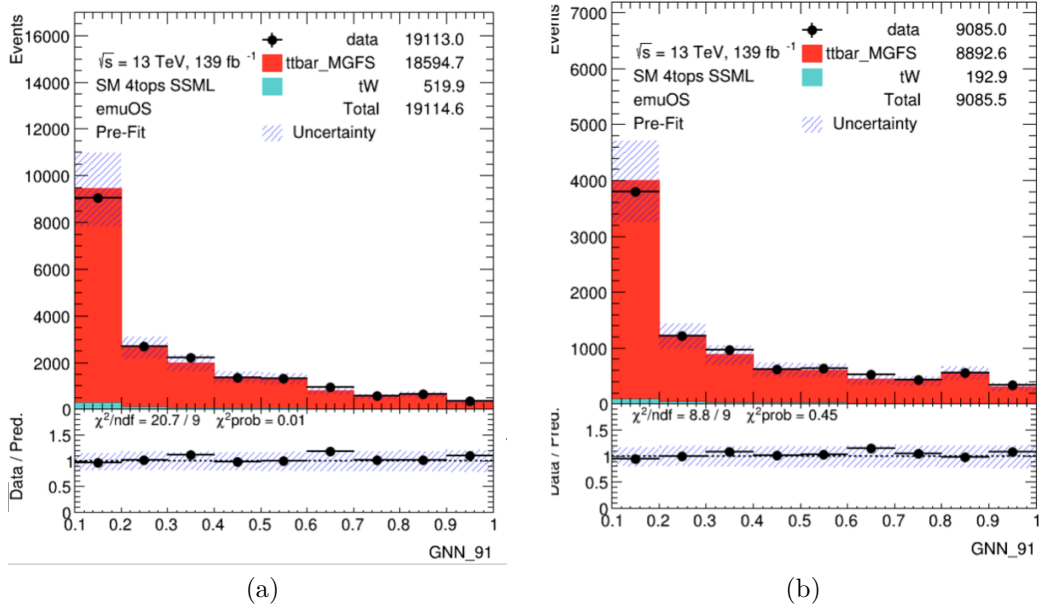 Events
16000
14000
12000
10000
8000
6000
4000
2000
0
√s = 13 TeV, 139 fb -1
SM 4tops SSML
emuOS
Pre-Fit
data 19113.0
ttbar_MGFS 18594.7
tW 519.9
Total 19114.6
Uncertainty
χ²/ndf = 20.7 / 9 χ²prob = 0.01
Data / Pred.
1.5
1
0.5
0
0.1 0.2 0.3 0.4 0.5 0.6 0.7 0.8 0.9 1
GNN_91
(a)
Events
7000
6000
5000
4000
3000
2000
1000
0
√s = 13 TeV, 139 fb -1
SM 4tops SSML
emuOS
Pre-Fit
data 9085.0
ttbar_MGFS 8892.6
tW 192.9
Total 9085.5
Uncertainty
χ²/ndf = 8.8 / 9 χ²prob = 0.45
Data / Pred.
1.5
1
0.5
0
0.1 0.2 0.3 0.4 0.5 0.6 0.7 0.8 0.9 1
GNN_91
(b)